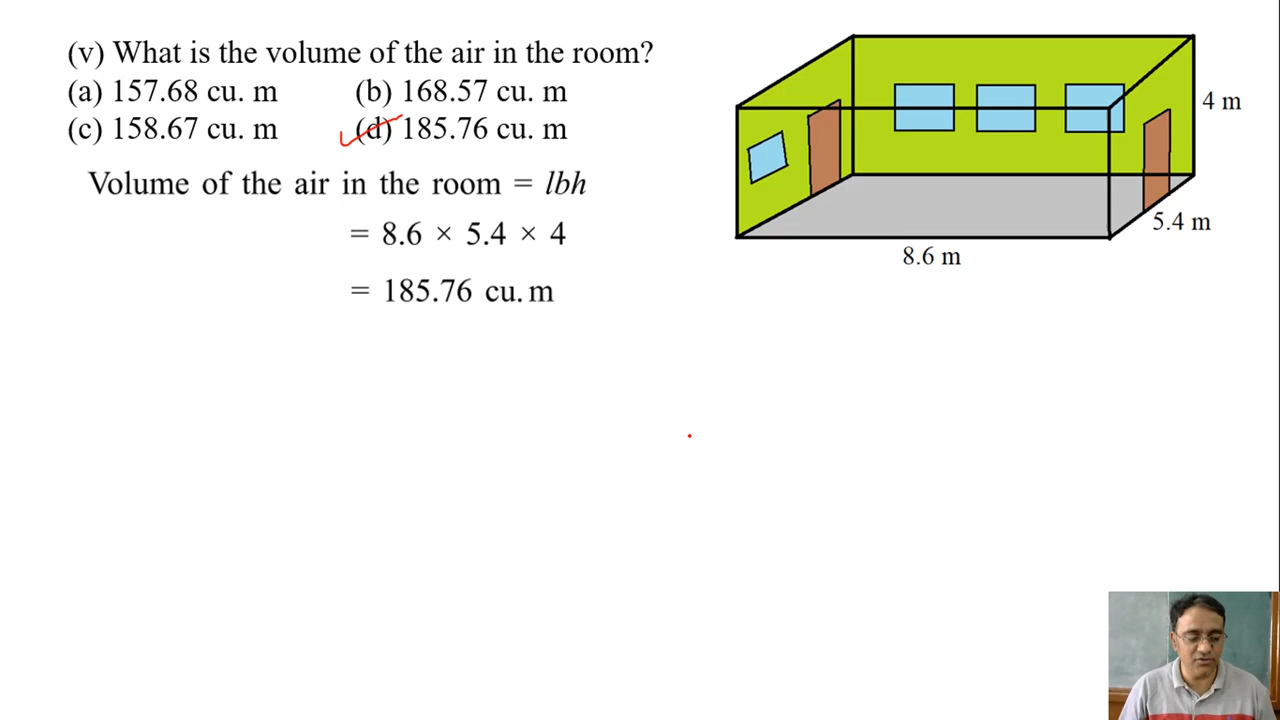 (v) What is the volume of the air in the room?
(a) 157.68 cu. m (b) 168.57 cu. m
(c) 158.67 cu. m (d) 185.76 cu. m
Volume of the air in the room = lbh
= 8.6 × 5.4 × 4
= 185.76 cu. m
4 m
5.4 m
8.6 m